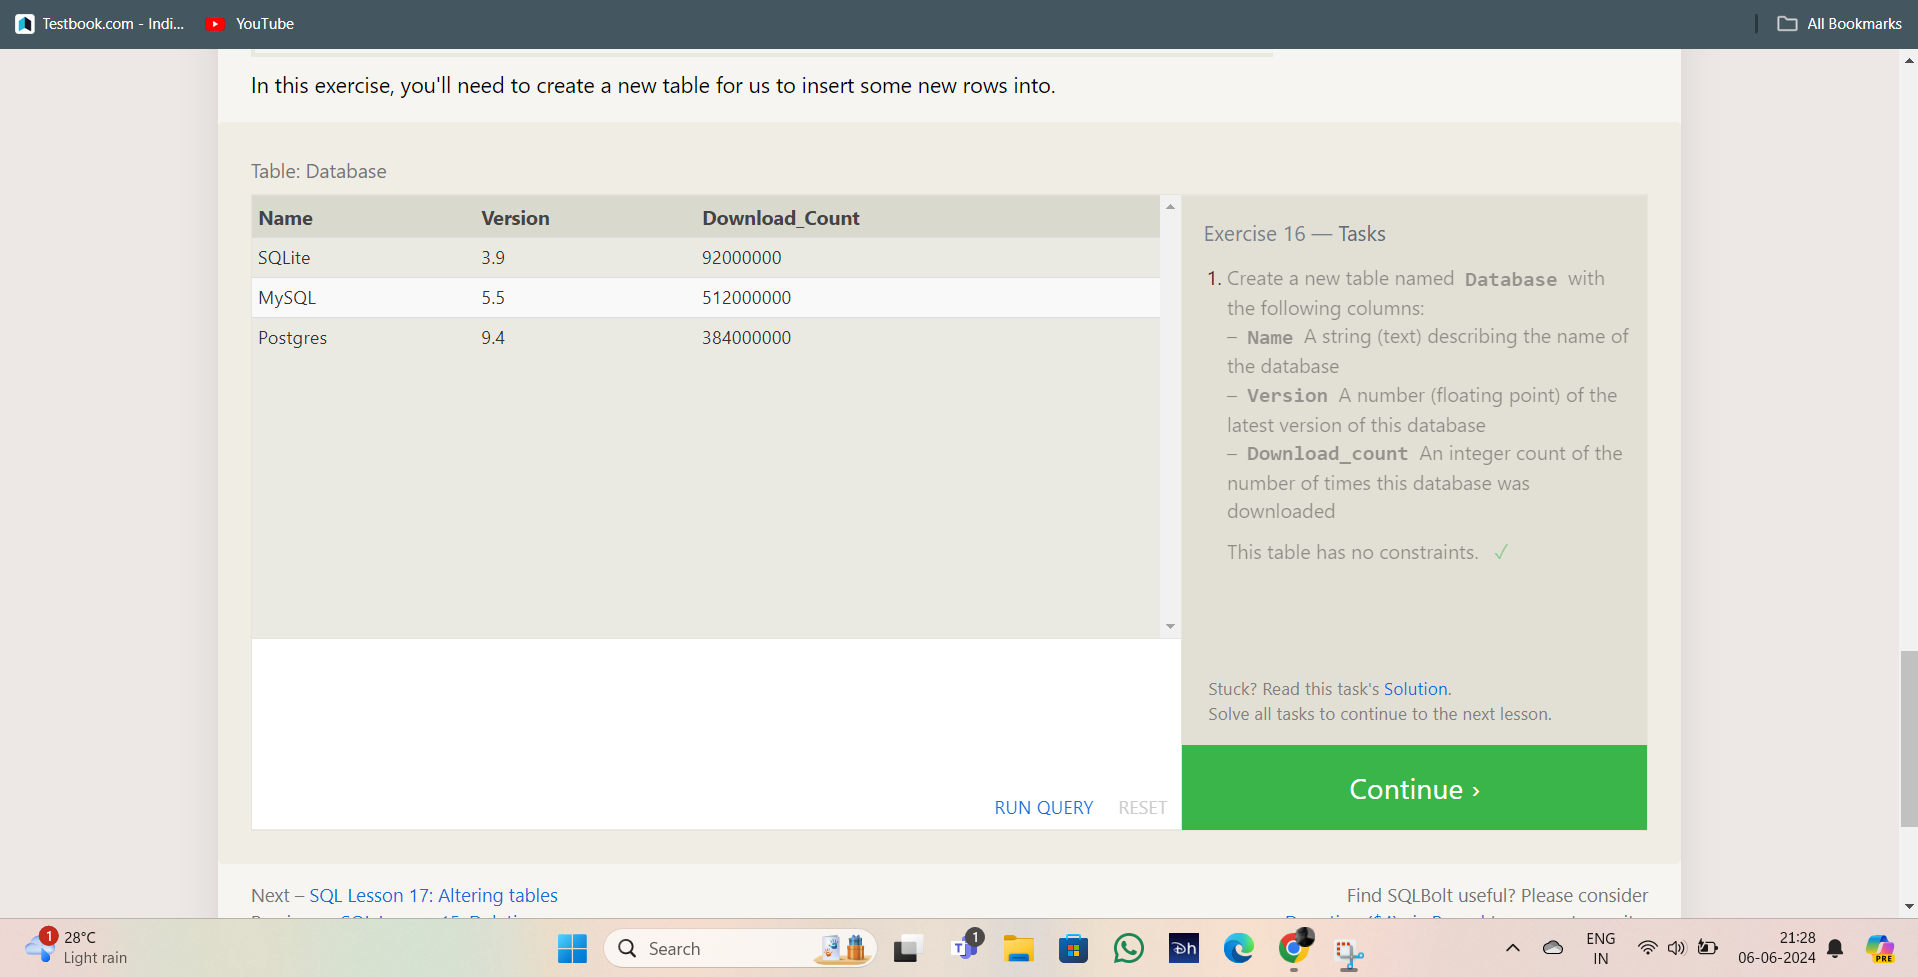 Testbook.com - Indi...
YouTube
All Bookmarks
In this exercise, you'll need to create a new table for us to insert some new rows into.
Table: Database
Name Version Download_Count
SQLite 3.9 92000000
MySQL 5.5 512000000
Postgres 9.4 384000000
Exercise 16 — Tasks
1. Create a new table named Database with
the following columns:
– Name A string (text) describing the name of
the database
– Version A number (floating point) of the
latest version of this database
– Download_count An integer count of the
number of times this database was
downloaded
This table has no constraints. ✓
Stuck? Read this task's Solution.
Solve all tasks to continue to the next lesson.
RUN QUERY RESET
Continue ›
Next – SQL Lesson 17: Altering tables
Find SQLBolt useful? Please consider
1
28°C
Light rain
Search
T
1
Dh
PRE
ENG
IN
21:28
06-06-2024